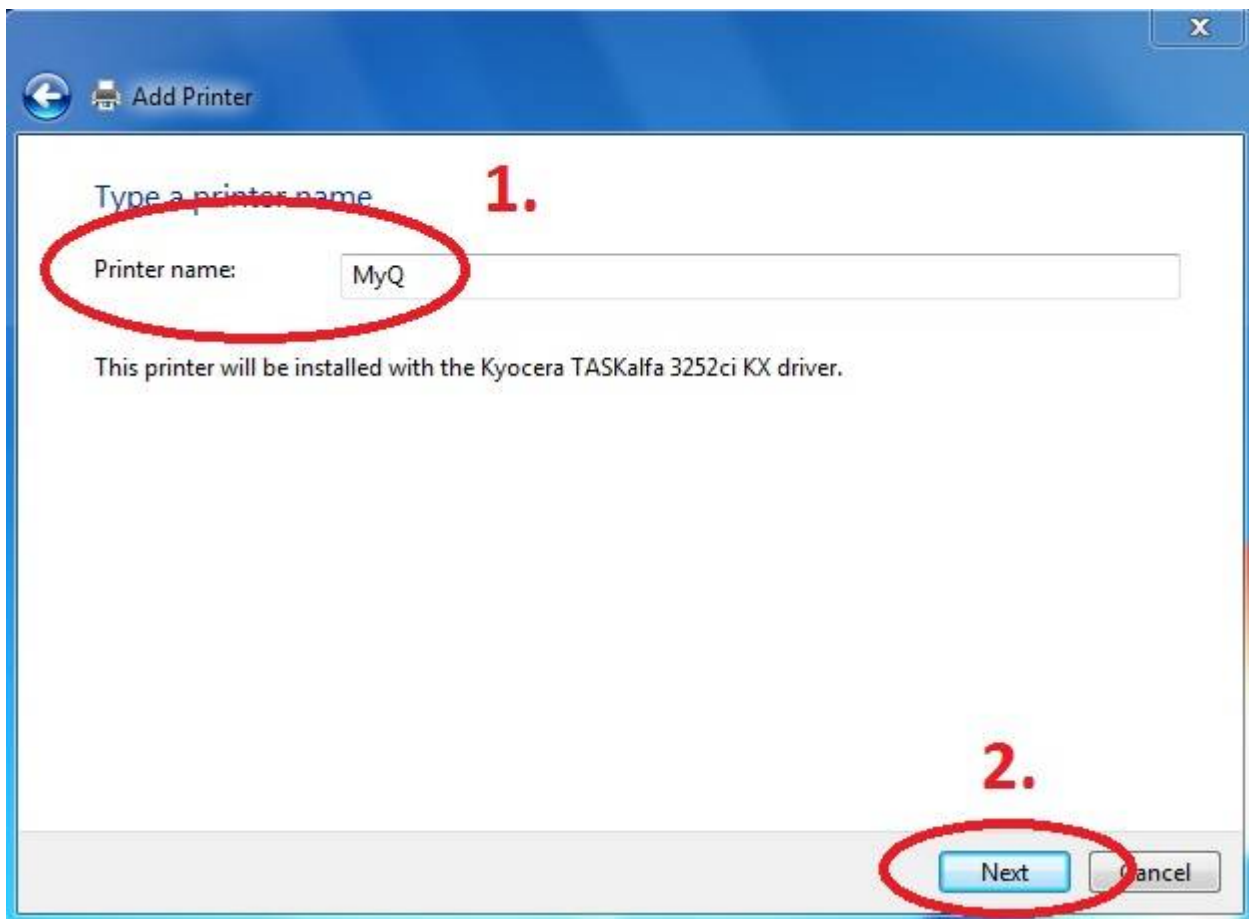 X
Add Printer
Type a printer name
1.
Printer name:
MyQ
This printer will be installed with the Kyocera TASKalfa 3252ci KX driver.
2.
Next
Cancel